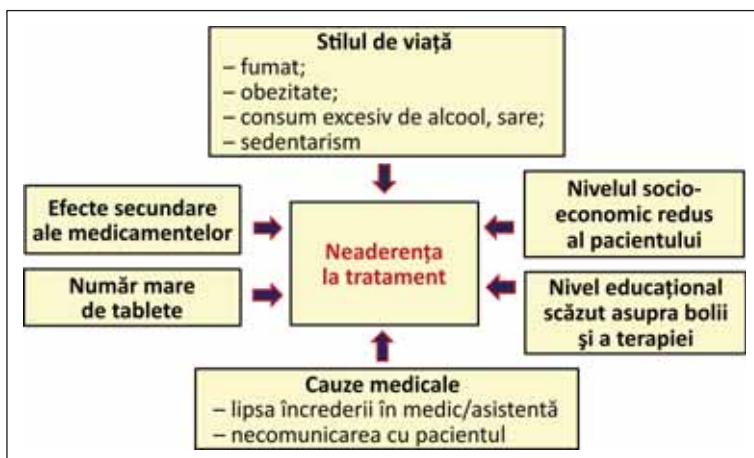 Stilul de viață
– fumat;
– obezitate;
– consum excesiv de alcool, sare;
– sedentarism
Efecte secundare
ale medicamentelor
Număr mare
de tablete
Neaderența
la tratament
Nivelul socio-
economic redus
al pacientului
Nivel educațional
scăzut asupra bolii
şi a terapiei
Cauze medicale
– lipsa încrederii în medic/asistentă
– necomunicarea cu pacientul